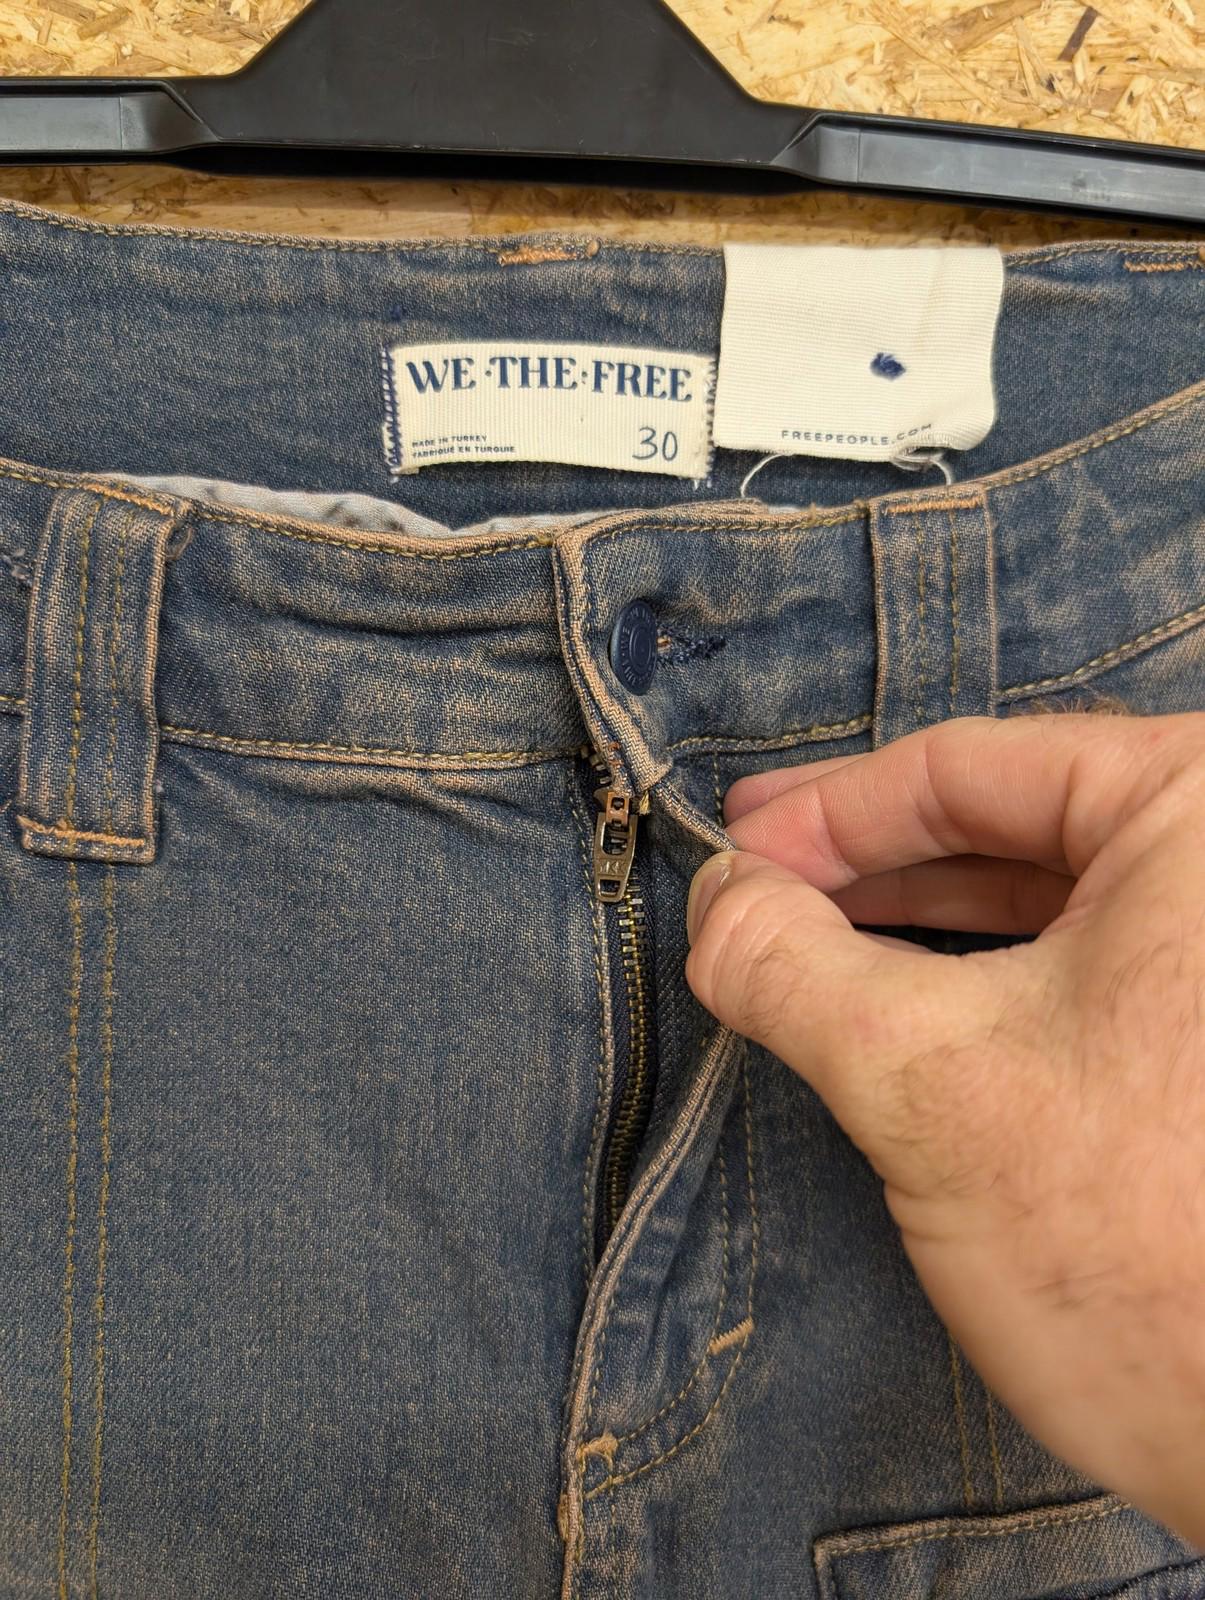 WE·THE·FREE
MADE IN TURKEY
FABRIQUÉ EN TURQUIE
30
FREEPEOPLE.COM